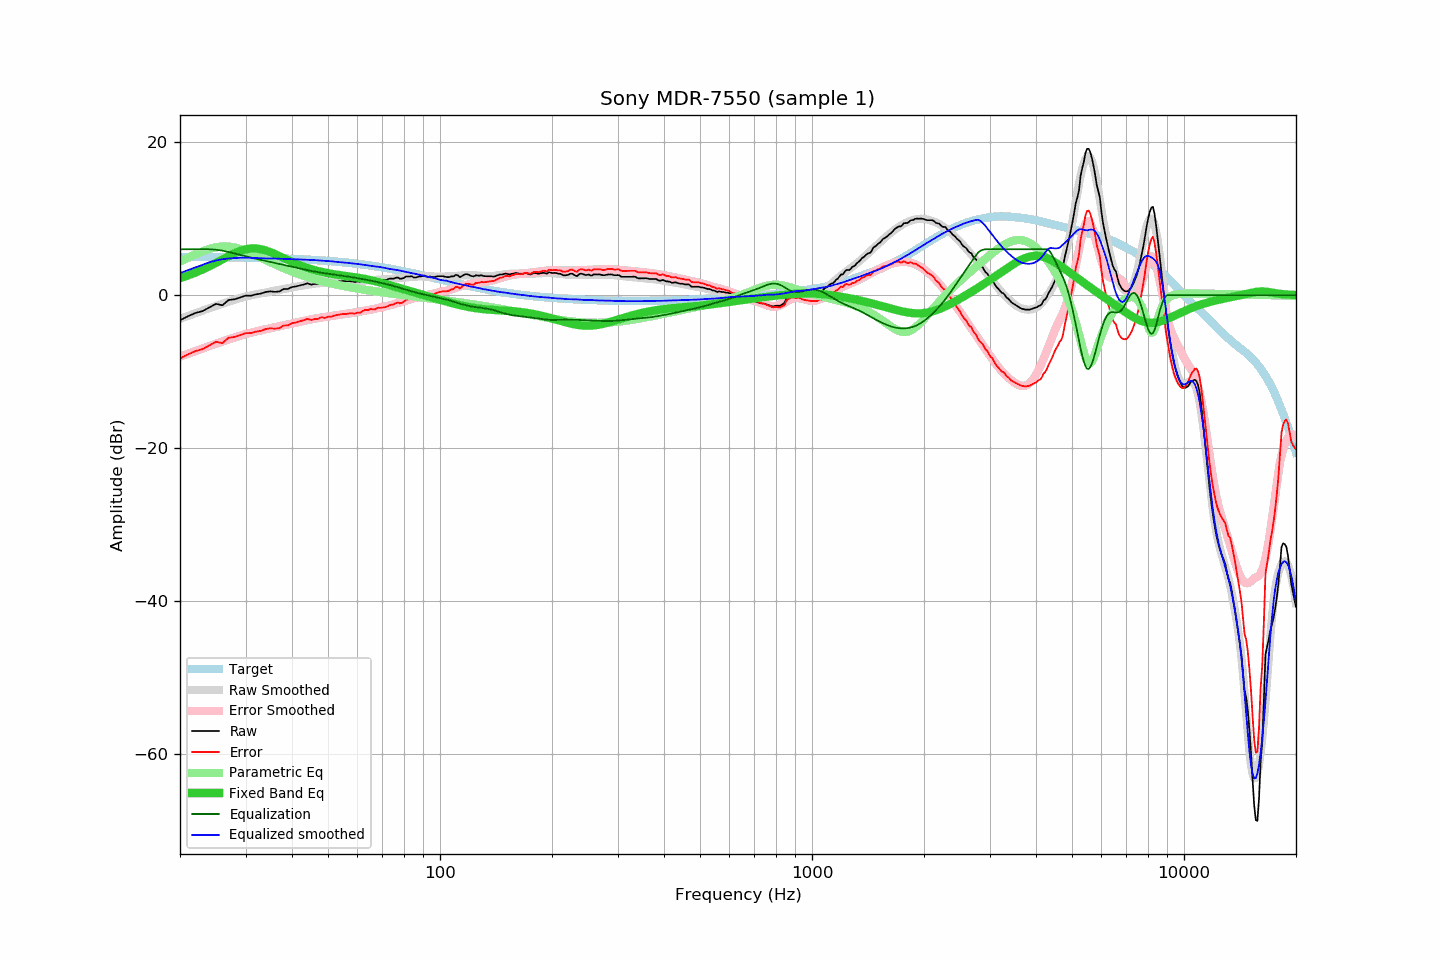 Sony MDR-7550 (sample 1)
20
0
−20
−40
−60
Amplitude (dBr)
Target
Raw Smoothed
Error Smoothed
Raw
Error
Parametric Eq
Fixed Band Eq
Equalization
Equalized smoothed
100
1000
10000
Frequency (Hz)